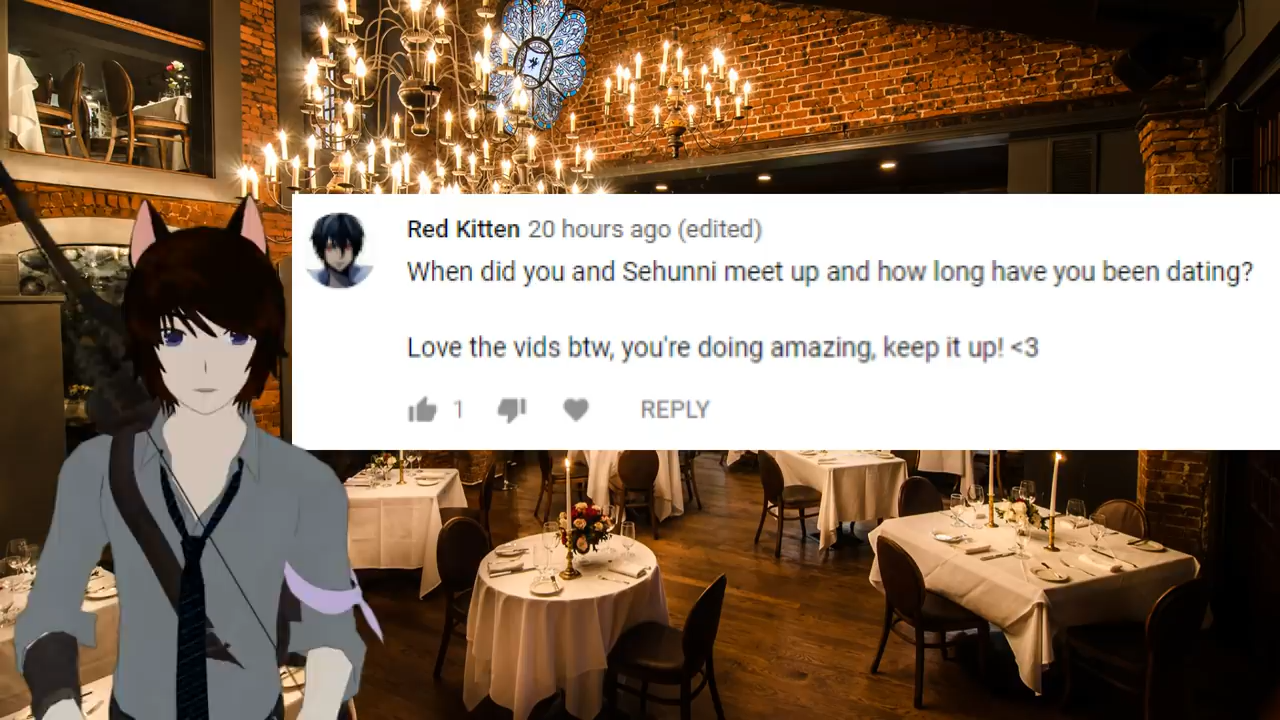 Red Kitten 20 hours ago (edited)
When did you and Sehunni meet up and how long have you been dating?
Love the vids btw, you're doing amazing, keep it up! <3
1 REPLY